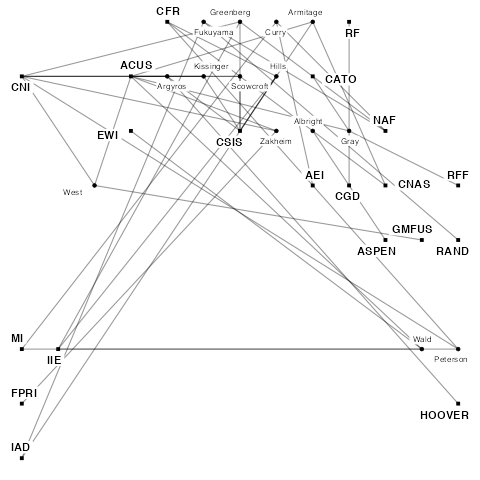 CFR
Greenberg
Armitage
Fukuyama
Curry
RF
ACUS
Kissinger
Hills
CATO
CNI
Argyros
Scowcroft
EWI
Albright
NAF
CSIS
Zakheim
Gray
AEI
RFF
West
CGD
CNAS
GMFUS
ASPEN
RAND
MI
Wald
IIE
Peterson
FPRI
HOOVER
IAD